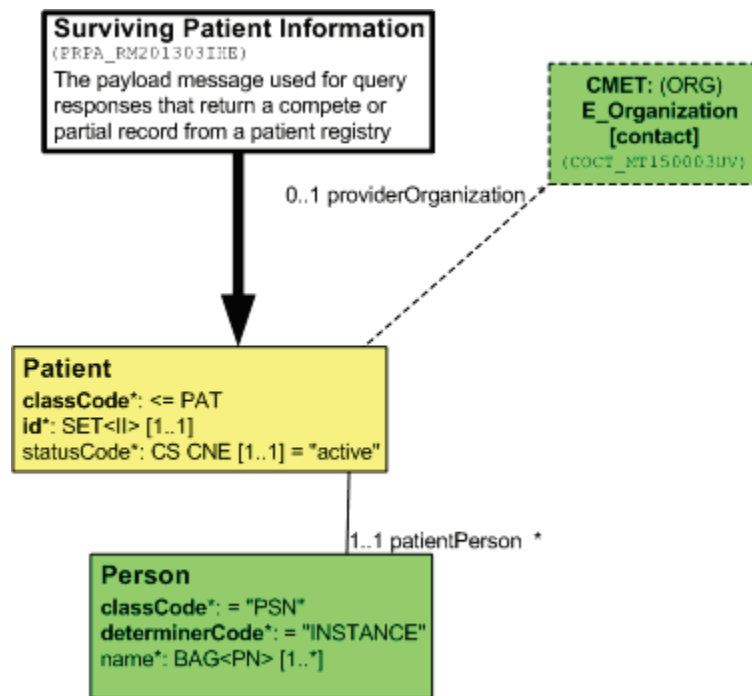 Surviving Patient Information
(PRPA_RM201303IHE)
The payload message used for query
responses that return a compete or
partial record from a patient registry
CMET: (ORG)
E_Organization
[contact]
(COCT_MT150003UV)
0..1 providerOrganization *
Patient
classCode*: <= PAT
id*: SET<II> [1..1]
statusCode*: CS CNE [1..1] = "active"
1..1 patientPerson *
Person
classCode*: = "PSN"
determinerCode*: = "INSTANCE"
name*: BAG<PN> [1..*]